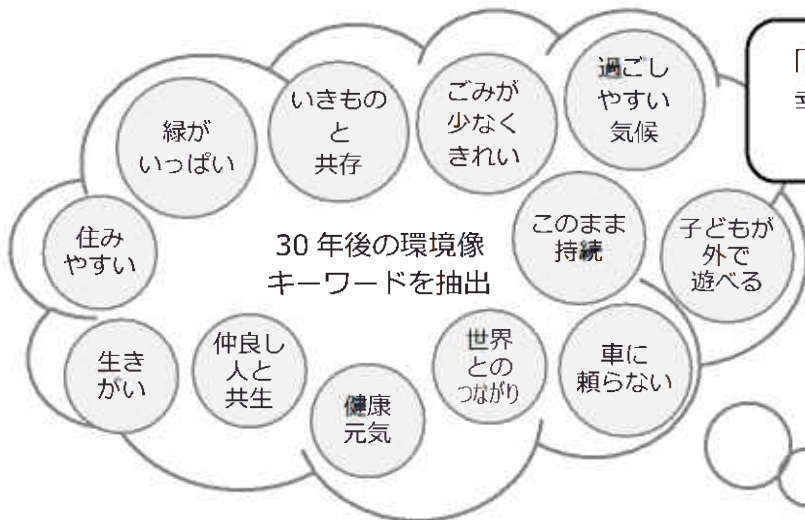 緑が
いっぱい
いきもの
と
共存
ごみが
少なく
きれい
過ごし
やすい
気候
「
住み
やすい
30 年後の環境像
キーワードを抽出
このまま
持続
子どもが
外で
遊べる
生き
がい
仲良し
人と
共生
健康
元気
世界
との
つながり
車に
頼らない